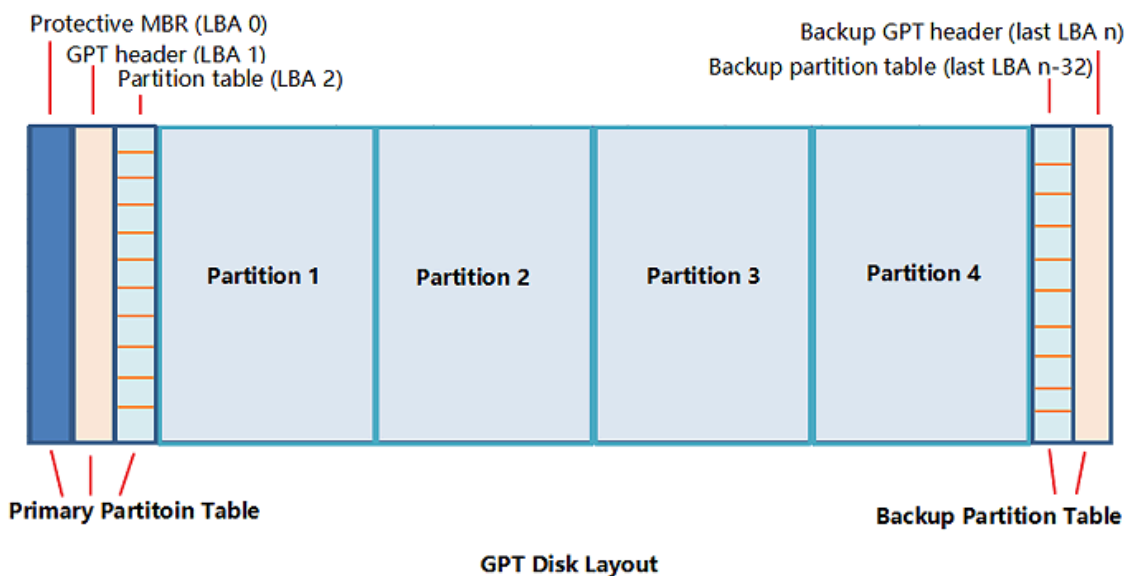 Protective MBR (LBA 0)
GPT header (LBA 1)
Partition table (LBA 2)
Backup GPT header (last LBA n)
Backup partition table (last LBA n-32)
Partition 1
Partition 2
Partition 3
Partition 4
Primary Partitoin Table
Backup Partition Table
GPT Disk Layout